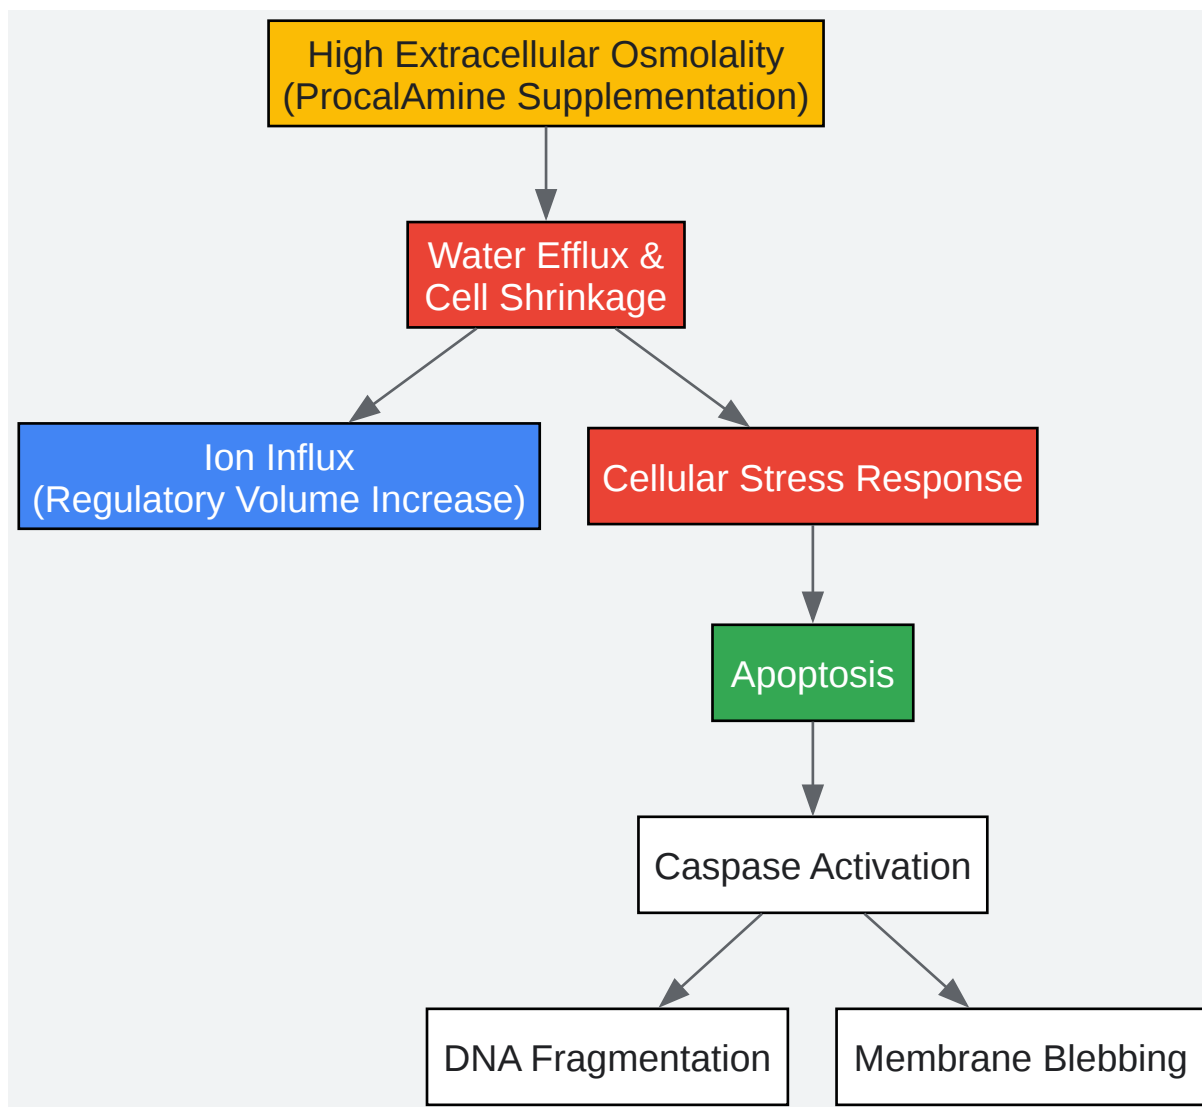 High Extracellular Osmolality
(ProcalAmine Supplementation)
Water Efflux &
Cell Shrinkage
Ion Influx
(Regulatory Volume Increase)
Cellular Stress Response
Apoptosis
Caspase Activation
DNA Fragmentation
Membrane Blebbing